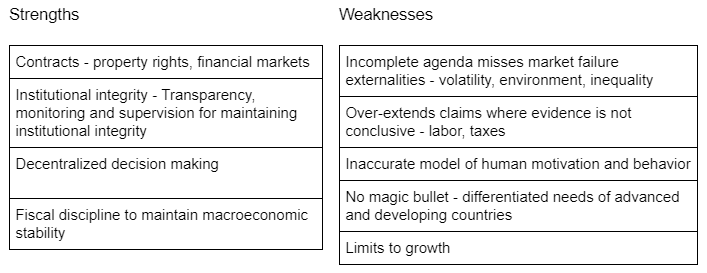 Strengths
Contracts - property rights, financial markets
Institutional integrity - Transparency,
monitoring and supervision for maintaining
institutional integrity
Decentralized decision making
Fiscal discipline to maintain macroeconomic
stability
Weaknesses
Incomplete agenda misses market failure
externalities - volatility, environment, inequality
Over-extends claims where evidence is not
conclusive - labor, taxes
Inaccurate model of human motivation and behavior
No magic bullet - differentiated needs of advanced
and developing countries
Limits to growth